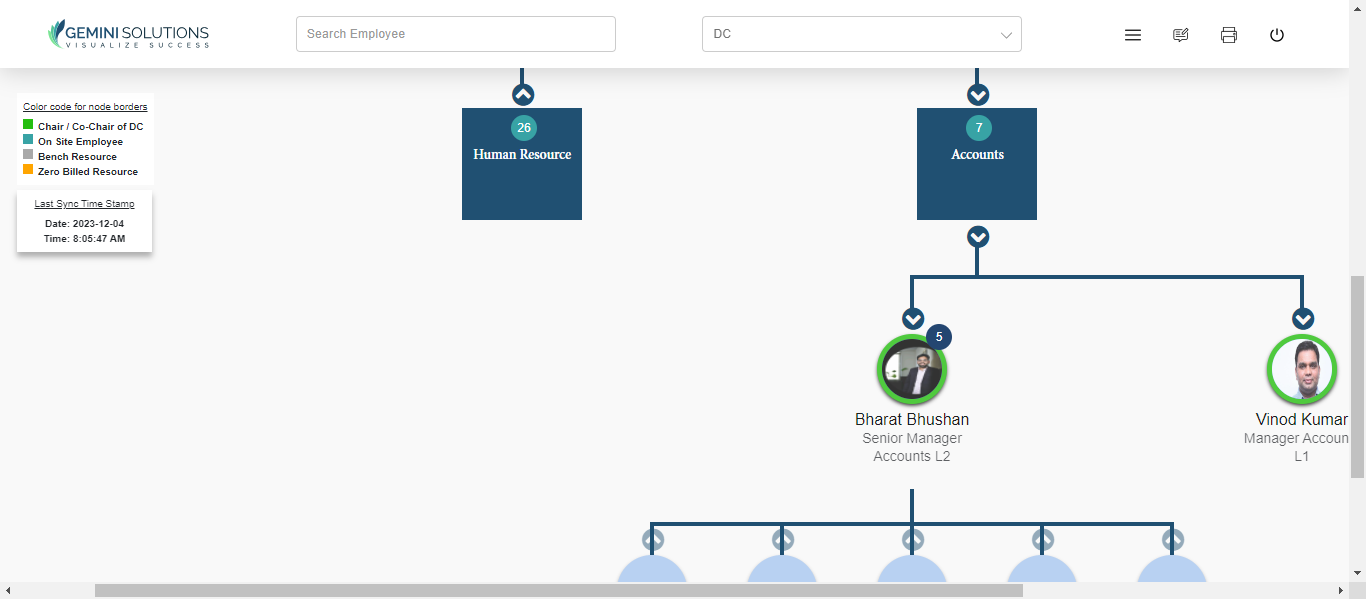 GEMINI SOLUTIONS
VISUALIZE SUCCESS
Search Employee
DC
Color code for node borders
Chair / Co-Chair of DC
On Site Employee
Bench Resource
Zero Billed Resource
Last Sync Time Stamp
Date: 2023-12-04
Time: 8:05:47 AM
26
Human Resource
7
Accounts
5
Bharat Bhushan
Senior Manager
Accounts L2
Vinod Kumar
Manager Accoun
L1